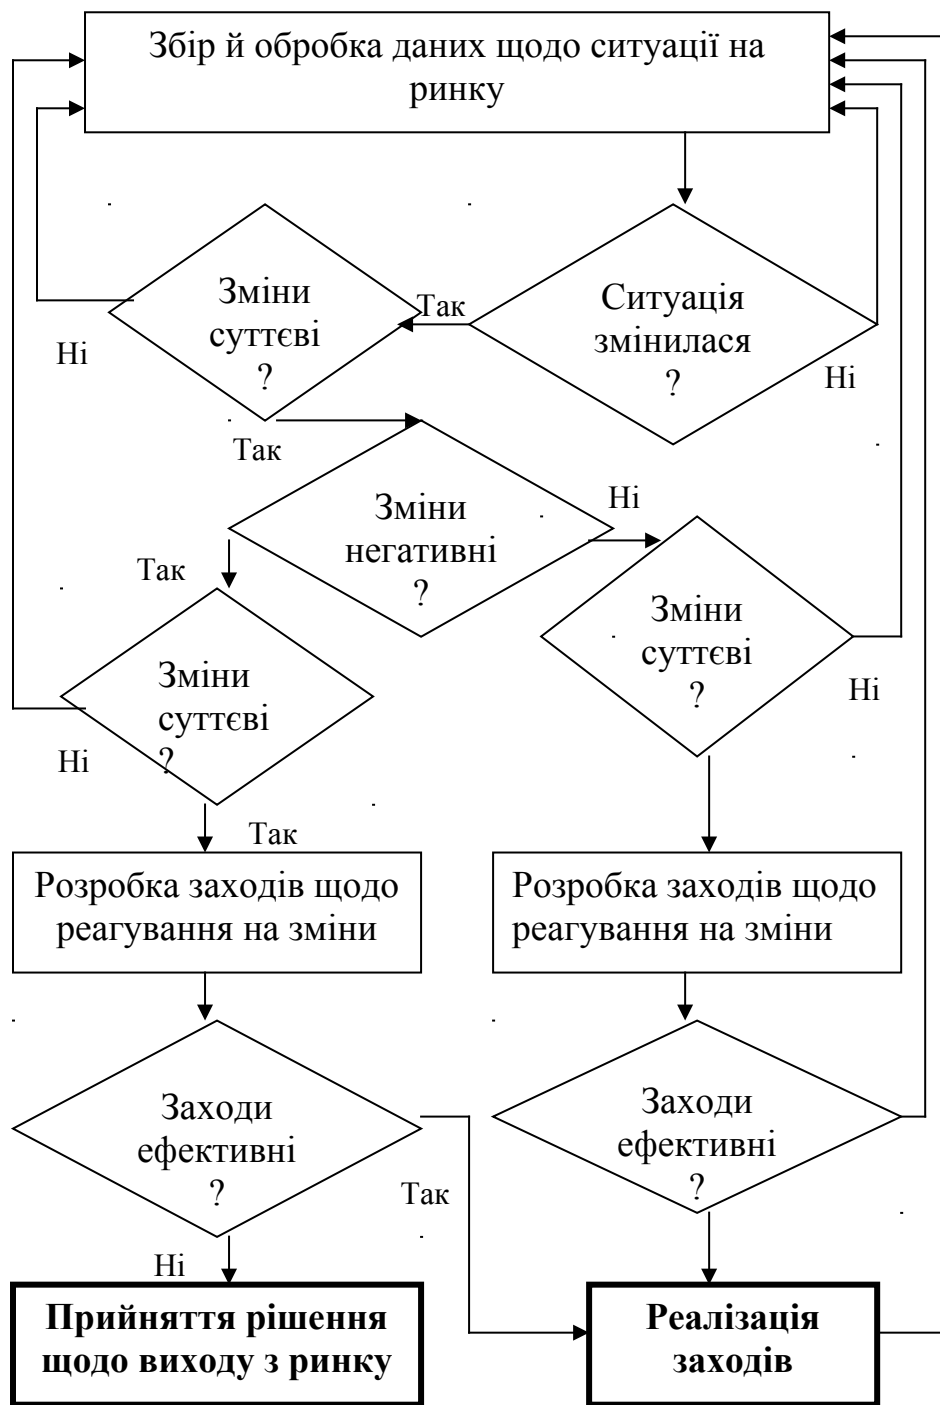 Збір й обробка даних щодо ситуації на
ринку
Зміни
суттєві
?
Так
Ситуація
змінилася
?
Ні
Ні
Так
Зміни
негативні
?
Ні
Так
Зміни
суттєві
?
Ні
Зміни
суттєві
?
Ні
Так
Розробка заходів щодо
реагування на зміни
Розробка заходів щодо
реагування на зміни
Заходи
ефективні
?
Так
Заходи
ефективні
?
Ні
Прийняття рішення
щодо виходу з ринку
Реалізація
заходів